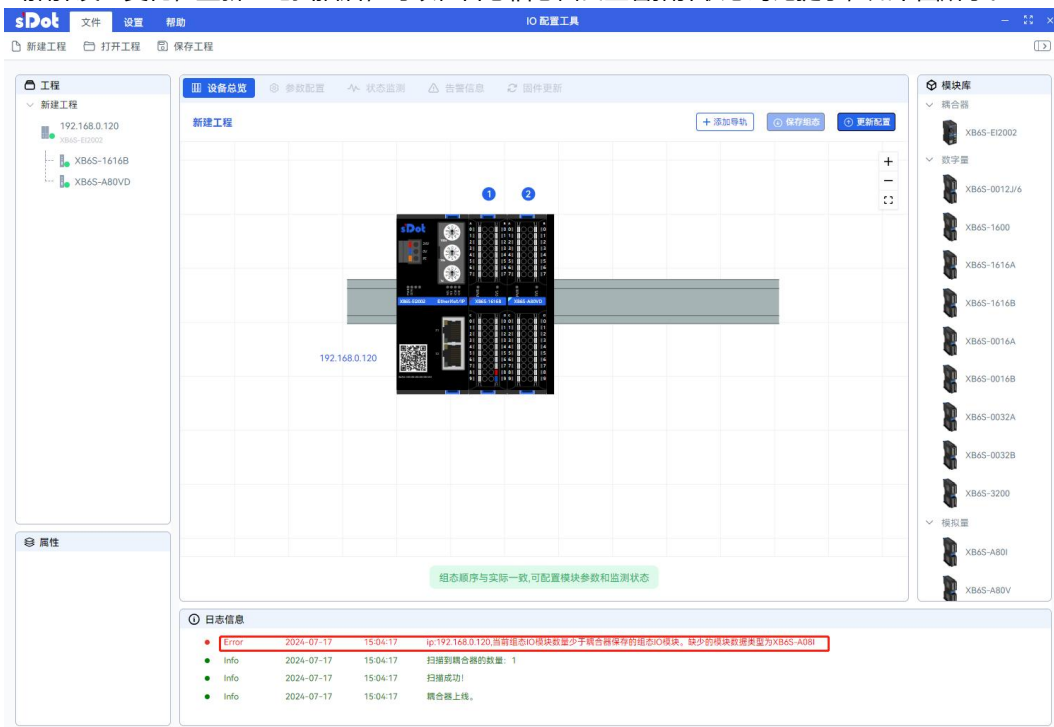 sDot 文件 设置 帮助 IO 配置工具
新建工程 打开工程 保存工程
工程
新建工程
192.168.0.120
XB6S-EI2002
XB6S-1616B
XB6S-A80VD
属性
设备总览 参数配置 状态监测 告警信息 固件更新
新建工程 + 添加导轨 保存组态 更新配置
1 2
sDot
XB6S-EI2002 EtherNet/IP XB6S-1616B XB6S-A80VD
192.168.0.120
组态顺序与实际一致,可配置模块参数和监测状态
模块库
耦合器
XB6S-EI2002
数字量
XB6S-0012J/6
XB6S-1600
XB6S-1616A
XB6S-1616B
XB6S-0016A
XB6S-0016B
XB6S-0032A
XB6S-0032B
XB6S-3200
模拟量
XB6S-A80I
XB6S-A80V
日志信息
Error 2024-07-17 15:04:17 ip:192.168.0.120,当前组态IO模块数量少于耦合器保存的组态IO模块。缺少的模块数据类型为XB6S-A08I
Info 2024-07-17 15:04:17 扫描到耦合器的数量: 1
Info 2024-07-17 15:04:17 扫描成功!
Info 2024-07-17 15:04:17 耦合器上线。